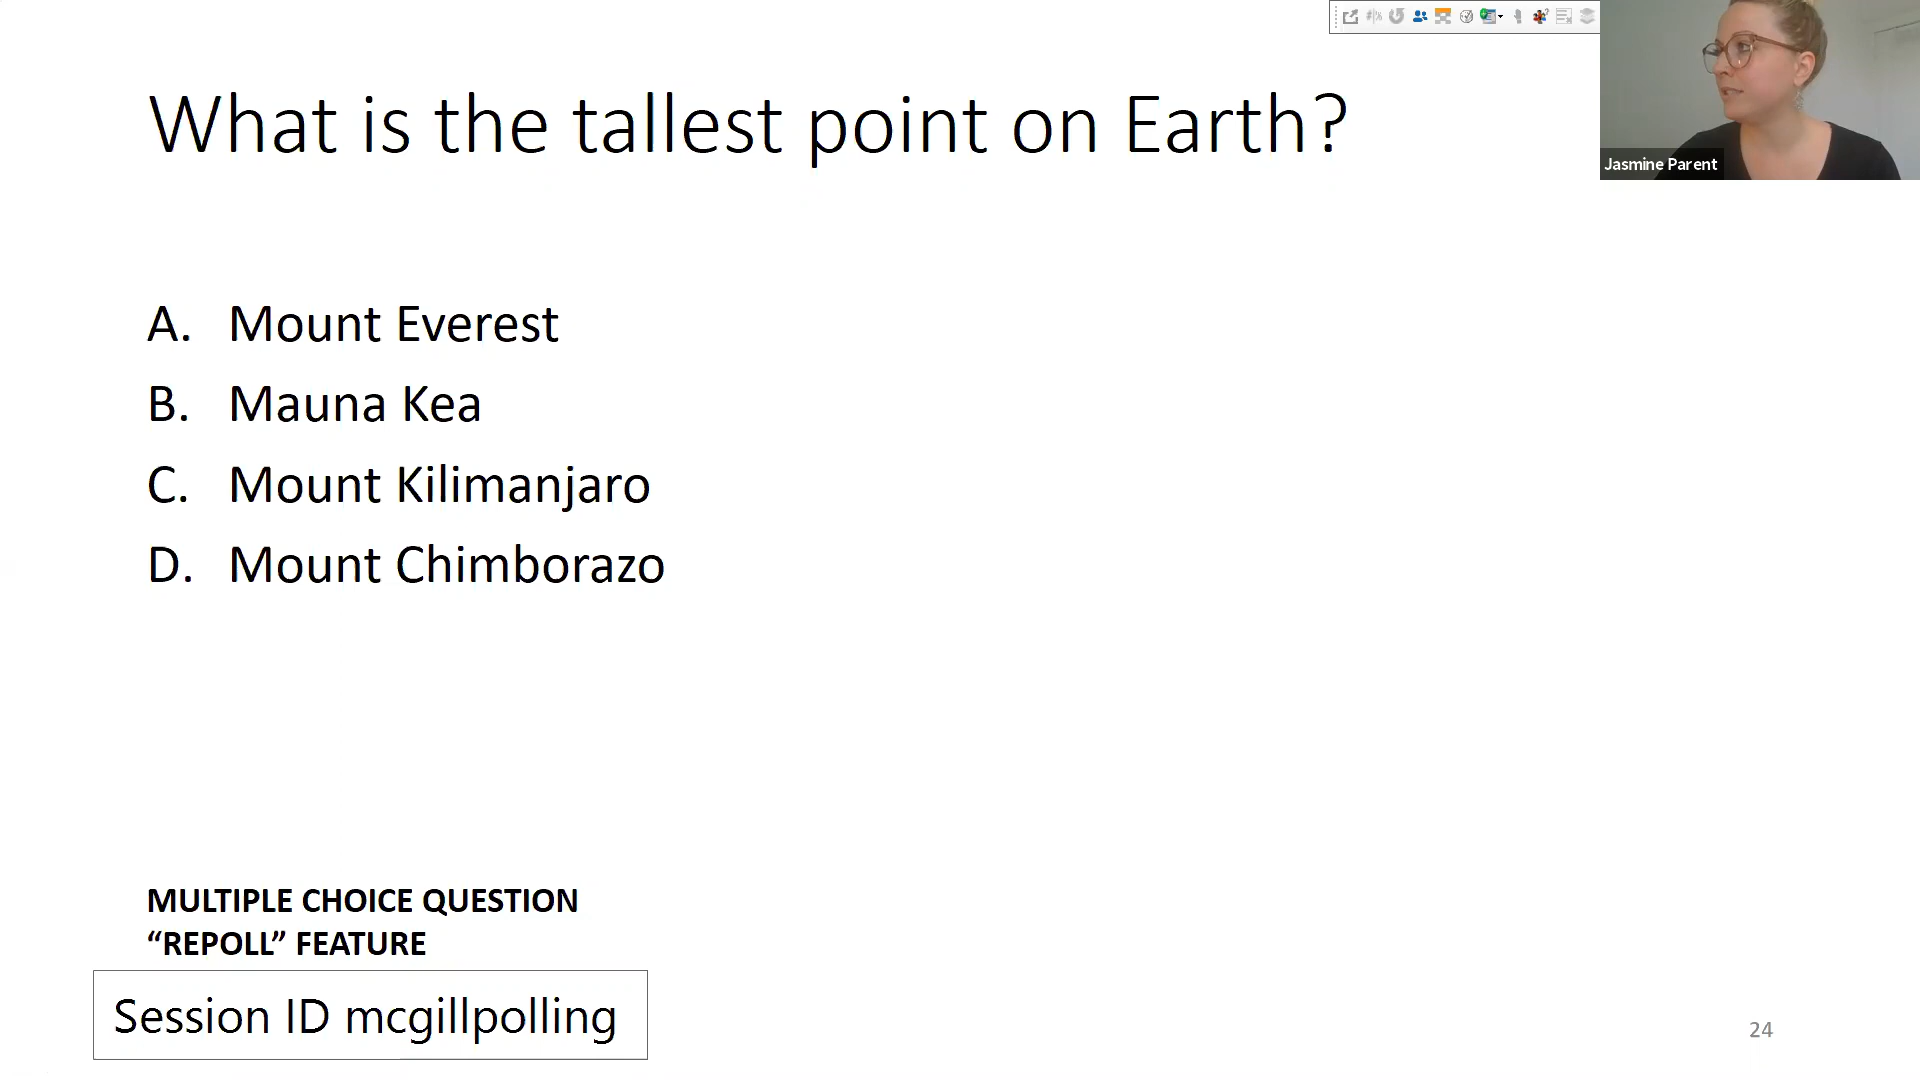 What is the tallest point on Earth?
Jasmine Parent
A. Mount Everest
B. Mauna Kea
C. Mount Kilimanjaro
D. Mount Chimborazo
MULTIPLE CHOICE QUESTION
“REPOLL” FEATURE
Session ID mcgillpolling
24